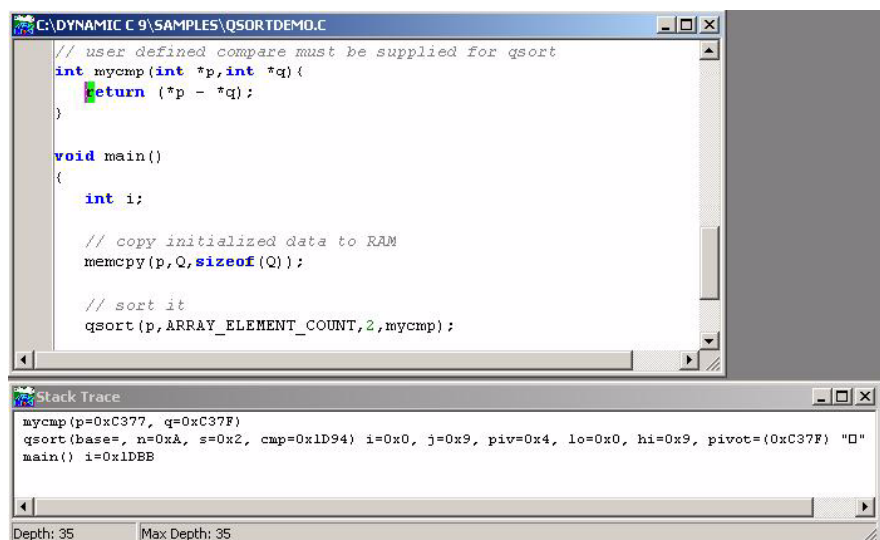 C:\DYNAMIC C 9\SAMPLES\QSORTDEMO.C
// user defined compare must be supplied for qsort
int mycmp(int *p,int *q){
return (*p - *q);
}
void main()
{
int i;
// copy initialized data to RAM
memcpy(p,Q,sizeof(Q));
// sort it
qsort(p,ARRAY_ELEMENT_COUNT,2,mycmp);
Stack Trace
mycmp(p=0xC377, q=0xC37F)
qsort(base=, n=0xA, s=0x2, cmp=0x1D94) i=0x0, j=0x9, piv=0x4, lo=0x0, hi=0x9, pivot=(0xC37F) "□"
main() i=0x1DBB
Depth: 35 Max Depth: 35